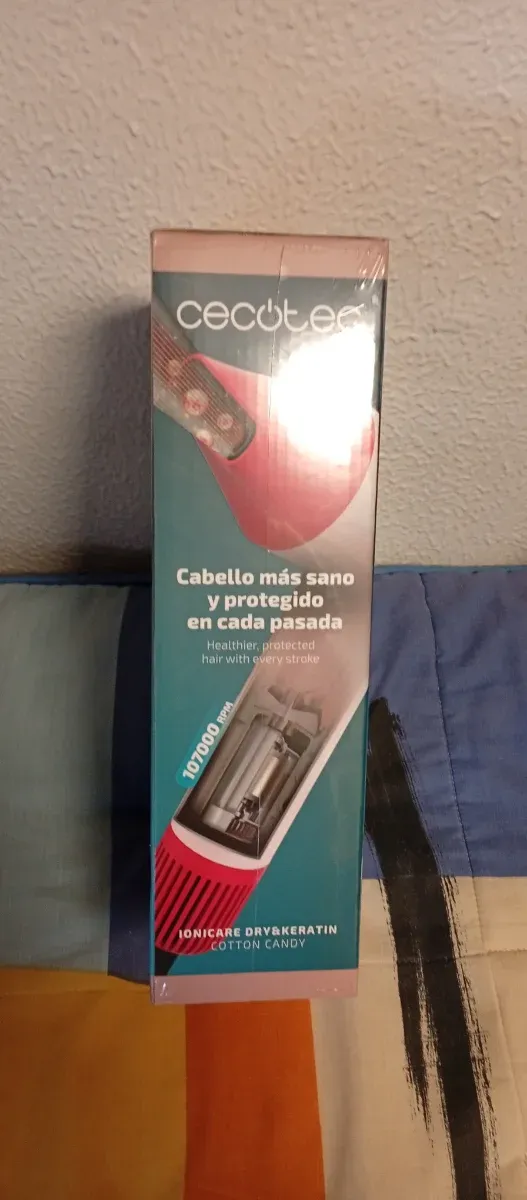 cecotec
Cabello más sano
y protegido
en cada pasada
Healthier, protected
hair with every stroke
107000 RPM
IONICARE DRY&KERATIN
COTTON CANDY